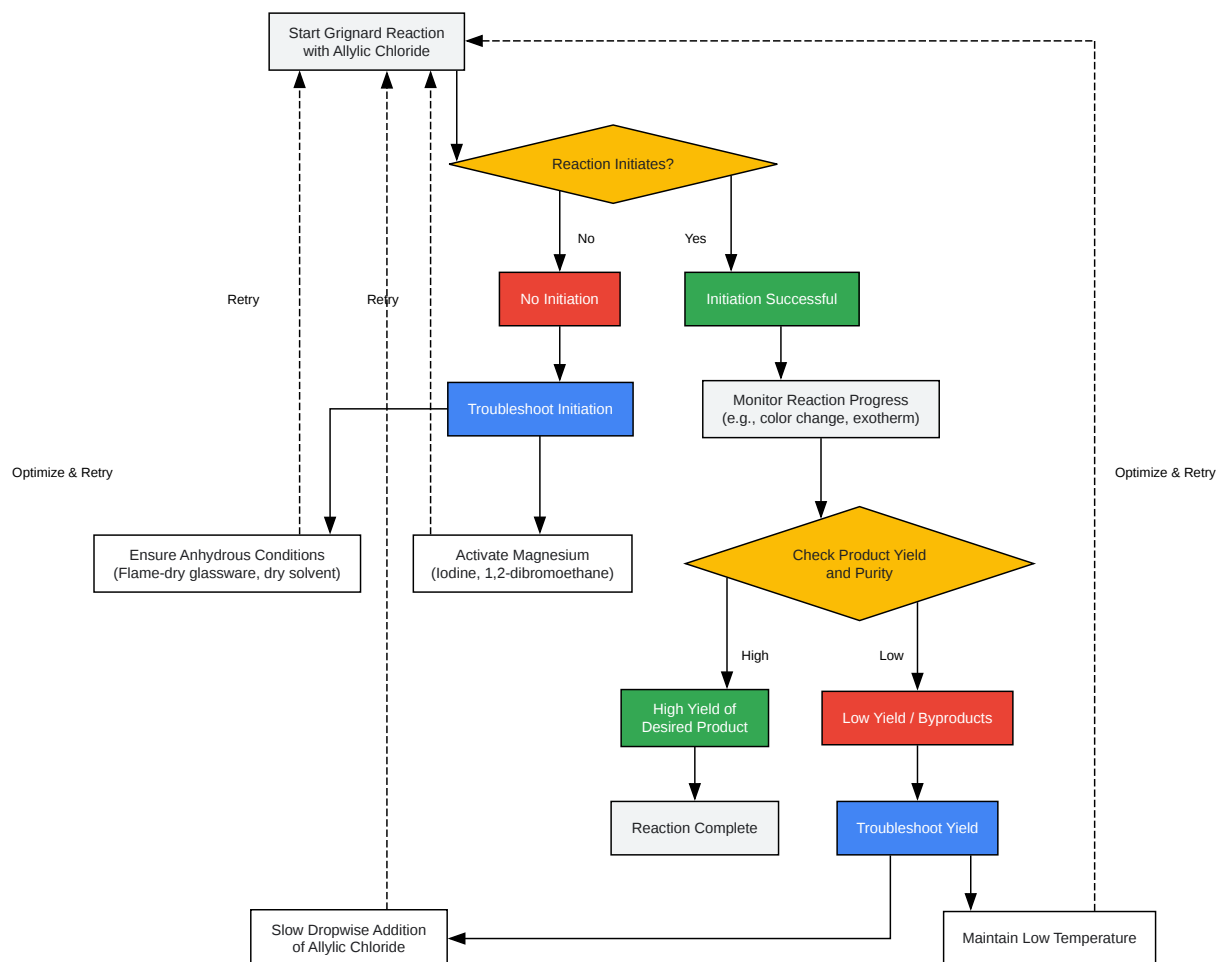 Start Grignard Reaction
with Allylic Chloride
Reaction Initiates?
No
Yes
No Initiation
Initiation Successful
Retry
Retry
Troubleshoot Initiation
Monitor Reaction Progress
(e.g., color change, exotherm)
Optimize & Retry
Optimize & Retry
Ensure Anhydrous Conditions
(Flame-dry glassware, dry solvent)
Activate Magnesium
(Iodine, 1,2-dibromoethane)
Check Product Yield
and Purity
High
Low
High Yield of
Desired Product
Low Yield / Byproducts
Reaction Complete
Troubleshoot Yield
Slow Dropwise Addition
of Allylic Chloride
Maintain Low Temperature